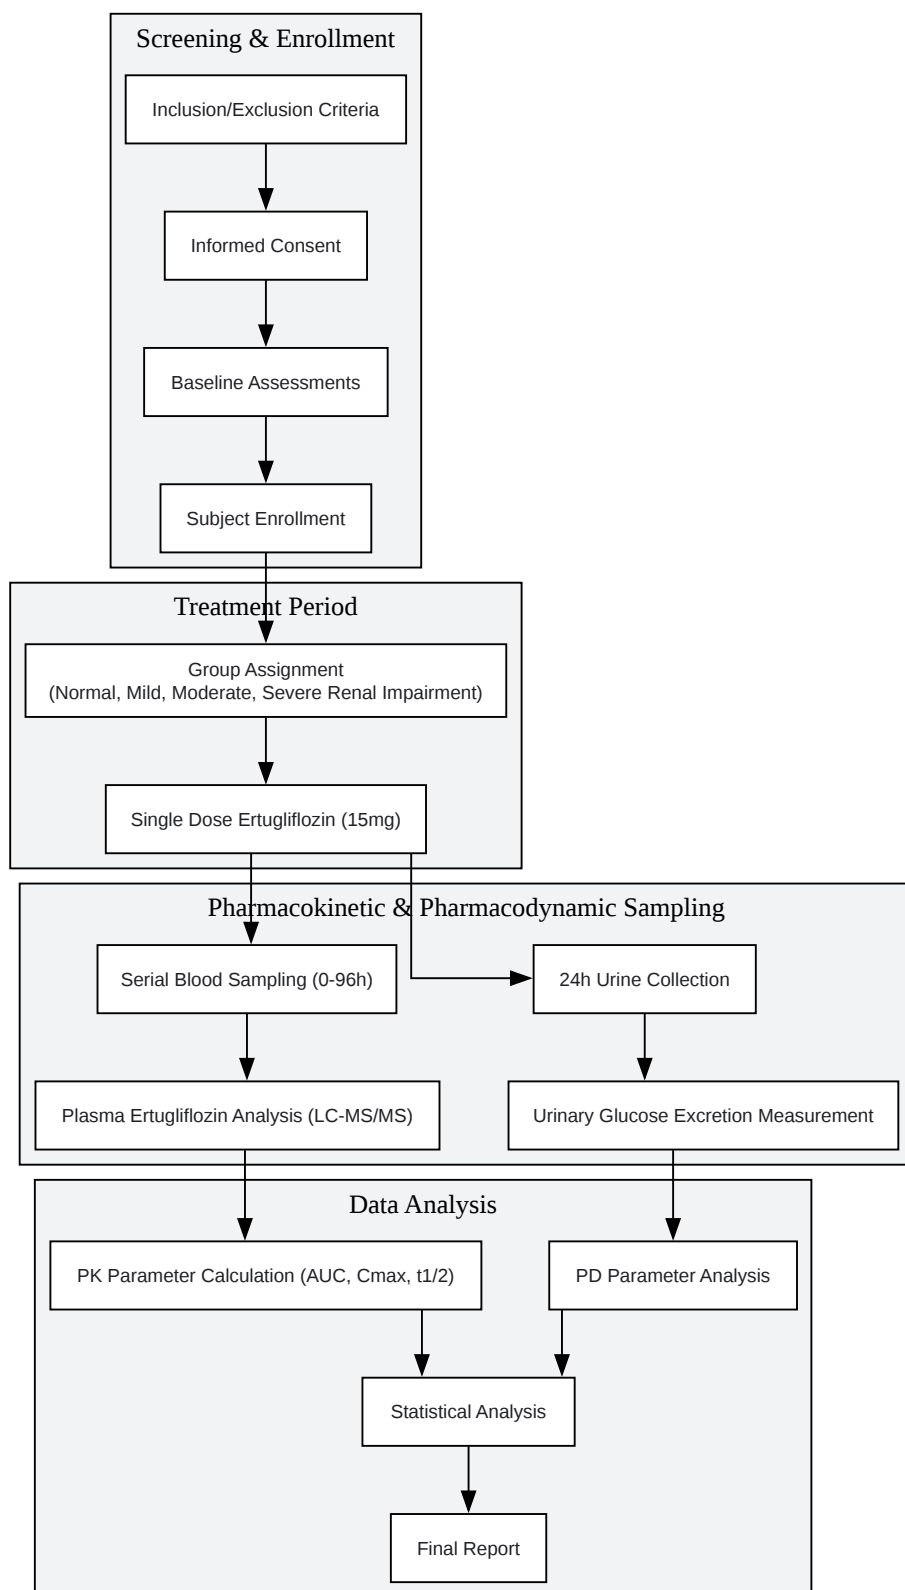 Screening & Enrollment
Inclusion/Exclusion Criteria
Informed Consent
Baseline Assessments
Subject Enrollment
Treatment Period
Group Assignment
(Normal, Mild, Moderate, Severe Renal Impairment)
Single Dose Ertugliflozin (15mg)
Pharmacokinetic & Pharmacodynamic Sampling
Serial Blood Sampling (0-96h)
24h Urine Collection
Plasma Ertugliflozin Analysis (LC-MS/MS)
Urinary Glucose Excretion Measurement
Data Analysis
PK Parameter Calculation (AUC, Cmax, t1/2)
PD Parameter Analysis
Statistical Analysis
Final Report